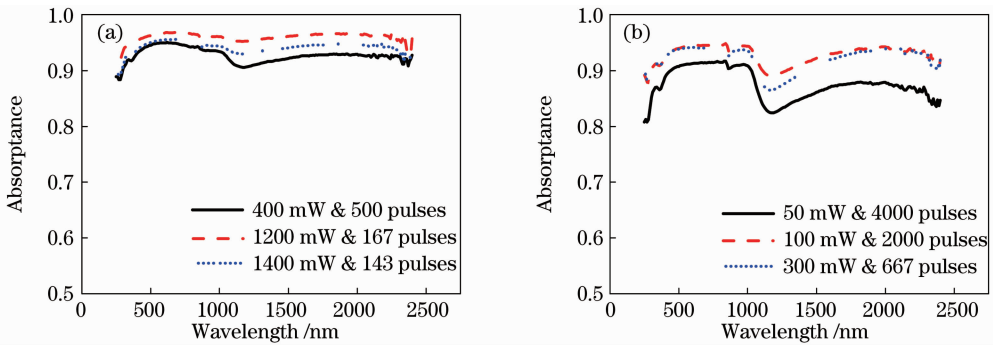 (a)
1.0
0.9
0.8
0.7
0.6
0.5
Absorptance
400 mW & 500 pulses
1200 mW & 167 pulses
1400 mW & 143 pulses
0 500 1000 1500 2000 2500
Wavelength /nm
(b)
1.0
0.9
0.8
0.7
0.6
0.5
Absorptance
50 mW & 4000 pulses
100 mW & 2000 pulses
300 mW & 667 pulses
0 500 1000 1500 2000 2500
Wavelength /nm